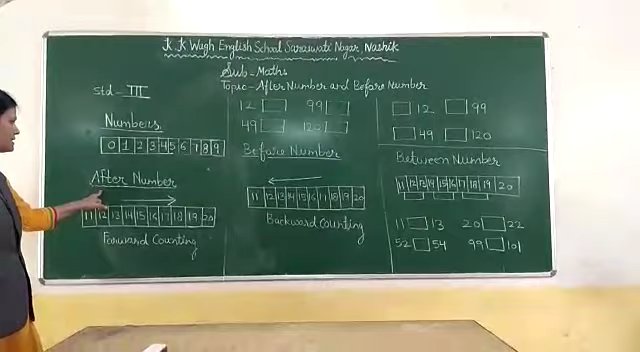 K.K Wagh English School Saraswati Nagar, Nashik
Sub - Maths
Topic - After Number and Before Number
Std - III
Numbers
0 1 2 3 4 5 6 7 8 9
After Number
11 12 13 14 15 16 17 18 19 20
Forward Counting
12 □ 99 □
49 □ 120 □
Before Number
11 12 13 14 15 16 17 18 19 20
Backward Counting
□ 12 □ 99
□ 49 □ 120
Between Number
11 12 13 14 15 16 17 18 19 20
11 □ 13 20 □ 22
52 □ 54 99 □ 101